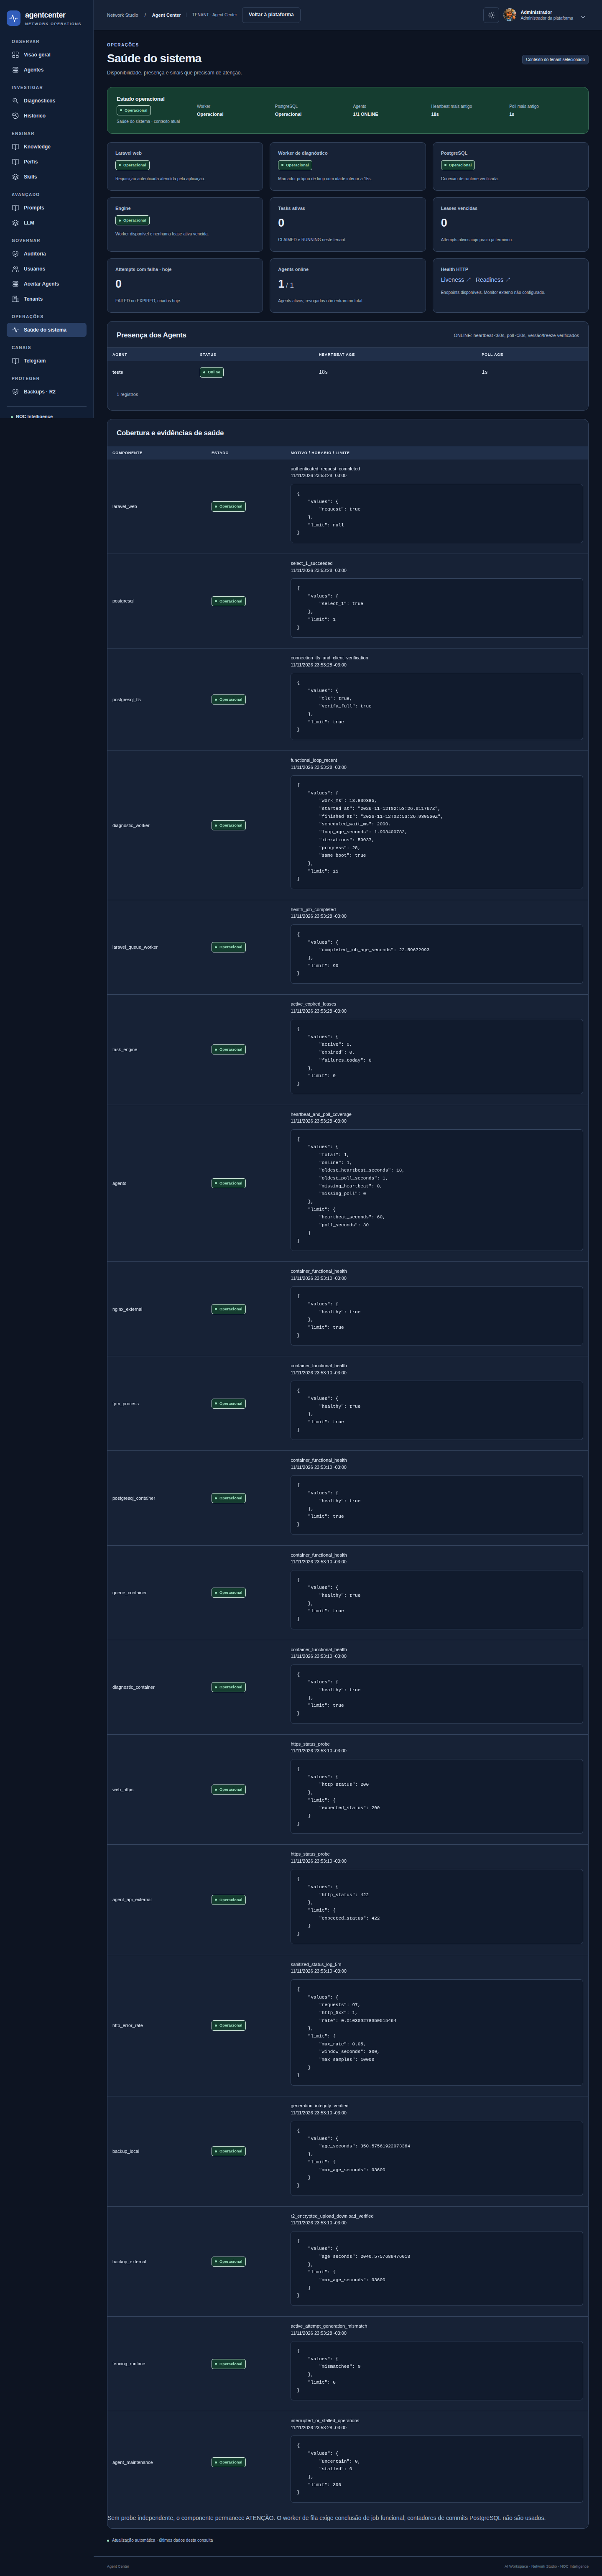 agentcenter
NETWORK OPERATIONS
OBSERVAR
Visão geral
Agentes
INVESTIGAR
Diagnósticos
Histórico
ENSINAR
Knowledge
Perfis
Skills
AVANÇADO
Prompts
LLM
GOVERNAR
Auditoria
Usuários
Aceitar Agents
Tenants
OPERAÇÕES
Saúde do sistema
CANAIS
Telegram
PROTEGER
Backups · R2
NOC Intelligence
Network Studio / Agent Center TENANT · Agent Center Voltar à plataforma
Administrador
Administrador da plataforma
OPERAÇÕES
Saúde do sistema
Disponibilidade, presença e sinais que precisam de atenção.
Contexto do tenant selecionado
Estado operacional
Operacional
Saúde de sistema · contexto atual
Worker
Operacional
PostgreSQL
Operacional
Agents
1/1 ONLINE
Heartbeat mais antigo
18s
Poll mais antigo
1s
Laravel web
Operacional
Requisição autenticada atendida pela aplicação.
Worker de diagnóstico
Operacional
Marcador próprio de loop com idade inferior a 15s.
PostgreSQL
Operacional
Conexão de runtime verificada.
Engine
Operacional
Worker disponível e nenhuma lease ativa vencida.
Tasks ativas
0
CLAIMED e RUNNING neste tenant.
Leases vencidas
0
Attempts ativas cujo prazo já terminou.
Attempts com falha · hoje
0
FAILED ou EXPIRED, criados hoje.
Agents online
1 / 1
Agents ativos; revogados não entram no total.
Health HTTP
Liveness ↗ Readiness ↗
Endpoints disponíveis. Monitor externo não configurado.
Presença dos Agents
ONLINE: heartbeat <60s, poll <30s, versão/freeze verificados
AGENT STATUS HEARTBEAT AGE POLL AGE
teste Online 18s 1s
1 registros
Cobertura e evidências de saúde
COMPONENTE ESTADO MOTIVO / HORÁRIO / LIMITE
laravel_web
Operacional
authenticated_request_completed
11/11/2026 23:53:28 -03:00
{
"values": {
"request": true
},
"limit": null
}
postgresql
Operacional
select_1_succeeded
11/11/2026 23:53:28 -03:00
{
"values": {
"select_1": true
},
"limit": 1
}
postgresql_tls
Operacional
connection_tls_and_client_verification
11/11/2026 23:53:28 -03:00
{
"values": {
"tls": true,
"verify_full": true
},
"limit": true
}
diagnostic_worker
Operacional
functional_loop_recent
11/11/2026 23:53:28 -03:00
{
"values": {
"work_ms": 18.839385,
"started_at":
"finished_at":
"scheduled_wait_ms": 2000,
"loop_age_seconds":
"iterations": 59037,
"progress": 28,
"same_boot": true
},
"limit": 15
}
laravel_queue_worker
Operacional
health_job_completed
11/11/2026 23:53:28 -03:00
{
"values": {
"completed_job_age_seconds": 22.59672903
},
"limit": 90
}
task_engine
Operacional
active_expired_leases
11/11/2026 23:53:28 -03:00
{
"values": {
"active": 0,
"expired": 0,
"failures_today": 0
},
"limit": 0
}
agents
Operacional
heartbeat_and_poll_coverage
11/11/2026 23:53:28 -03:00
{
"values": {
"total": 1,
"online": 1,
"oldest_heartbeat_seconds": 18,
"oldest_poll_seconds": 1,
"missing_heartbeat": 0,
"missing_poll": 0
},
"limit": {
"heartbeat_seconds": 60,
"poll_seconds": 30
}
}
nginx_external
Operacional
container_functional_health
11/11/2026 23:53:10 -03:00
{
"values": {
"healthy": true
},
"limit": true
}
fpm_process
Operacional
container_functional_health
11/11/2026 23:53:10 -03:00
{
"values": {
"healthy": true
},
"limit": true
}
postgresql_container
Operacional
container_functional_health
11/11/2026 23:53:10 -03:00
{
"values": {
"healthy": true
},
"limit": true
}
queue_container
Operacional
container_functional_health
11/11/2026 23:53:10 -03:00
{
"values": {
"healthy": true
},
"limit": true
}
diagnostic_container
Operacional
container_functional_health
11/11/2026 23:53:10 -03:00
{
"values": {
"healthy": true
},
"limit": true
}
web_https
Operacional
https_status_probe
11/11/2026 23:53:10 -03:00
{
"values": {
"http_status": 200
},
"limit": {
"expected_status": 200
}
}
agent_api_external
Operacional
https_status_probe
11/11/2026 23:53:10 -03:00
{
"values": {
"http_status": 422
},
"limit": {
"expected_status": 422
}
}
http_error_rate
Operacional
sanitized_status_log_5m
11/11/2026 23:53:10 -03:00
{
"values": {
"requests": 97,
"http_5xx": 1,
"rate":
},
"limit": {
"max_rate": 0.05,
"window_seconds": 300,
"max_samples": 10000
}
}
backup_local
Operacional
generation_integrity_verified
11/11/2026 23:53:10 -03:00
{
"values": {
"age_seconds":
},
"limit": {
"max_age_seconds": 93600
}
}
backup_external
Operacional
r2_encrypted_upload_download_verified
11/11/2026 23:53:10 -03:00
{
"values": {
"age_seconds":
},
"limit": {
"max_age_seconds": 93600
}
}
fencing_runtime
Operacional
active_attempt_generation_mismatch
11/11/2026 23:53:28 -03:00
{
"values": {
"mismatches": 0
},
"limit": 0
}
agent_maintenance
Operacional
interrupted_or_stalled_operations
11/11/2026 23:53:28 -03:00
{
"values": {
"uncertain": 0,
"stalled": 0
},
"limit": 300
}
Sem probe independente, o componente permanece ATENÇÃO. O worker de fila exige conclusão de job funcional; contadores de commits PostgreSQL não são usados.
Atualização automática · últimos dados desta consulta
Agent Center
AI Workspace · Network Studio · NOC Intelligence